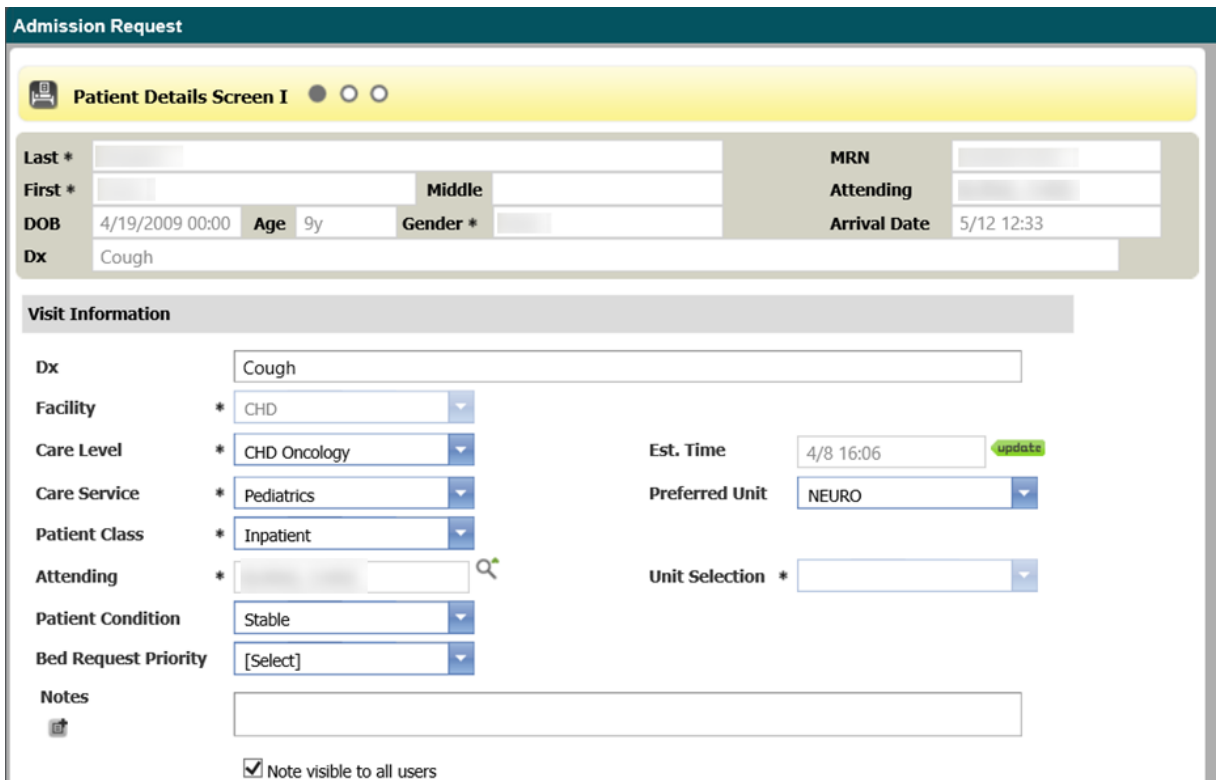 Admission Request
Patient Details Screen I
Last * MRN
First * Middle Attending
DOB 4/19/2009 00:00 Age 9y Gender * Arrival Date 5/12 12:33
Dx Cough
Visit Information
Dx Cough
Facility * CHD
Care Level * CHD Oncology Est. Time 4/8 16:06 update
Care Service * Pediatrics Preferred Unit NEURO
Patient Class * Inpatient
Attending * Unit Selection *
Patient Condition Stable
Bed Request Priority [Select]
Notes
Note visible to all users